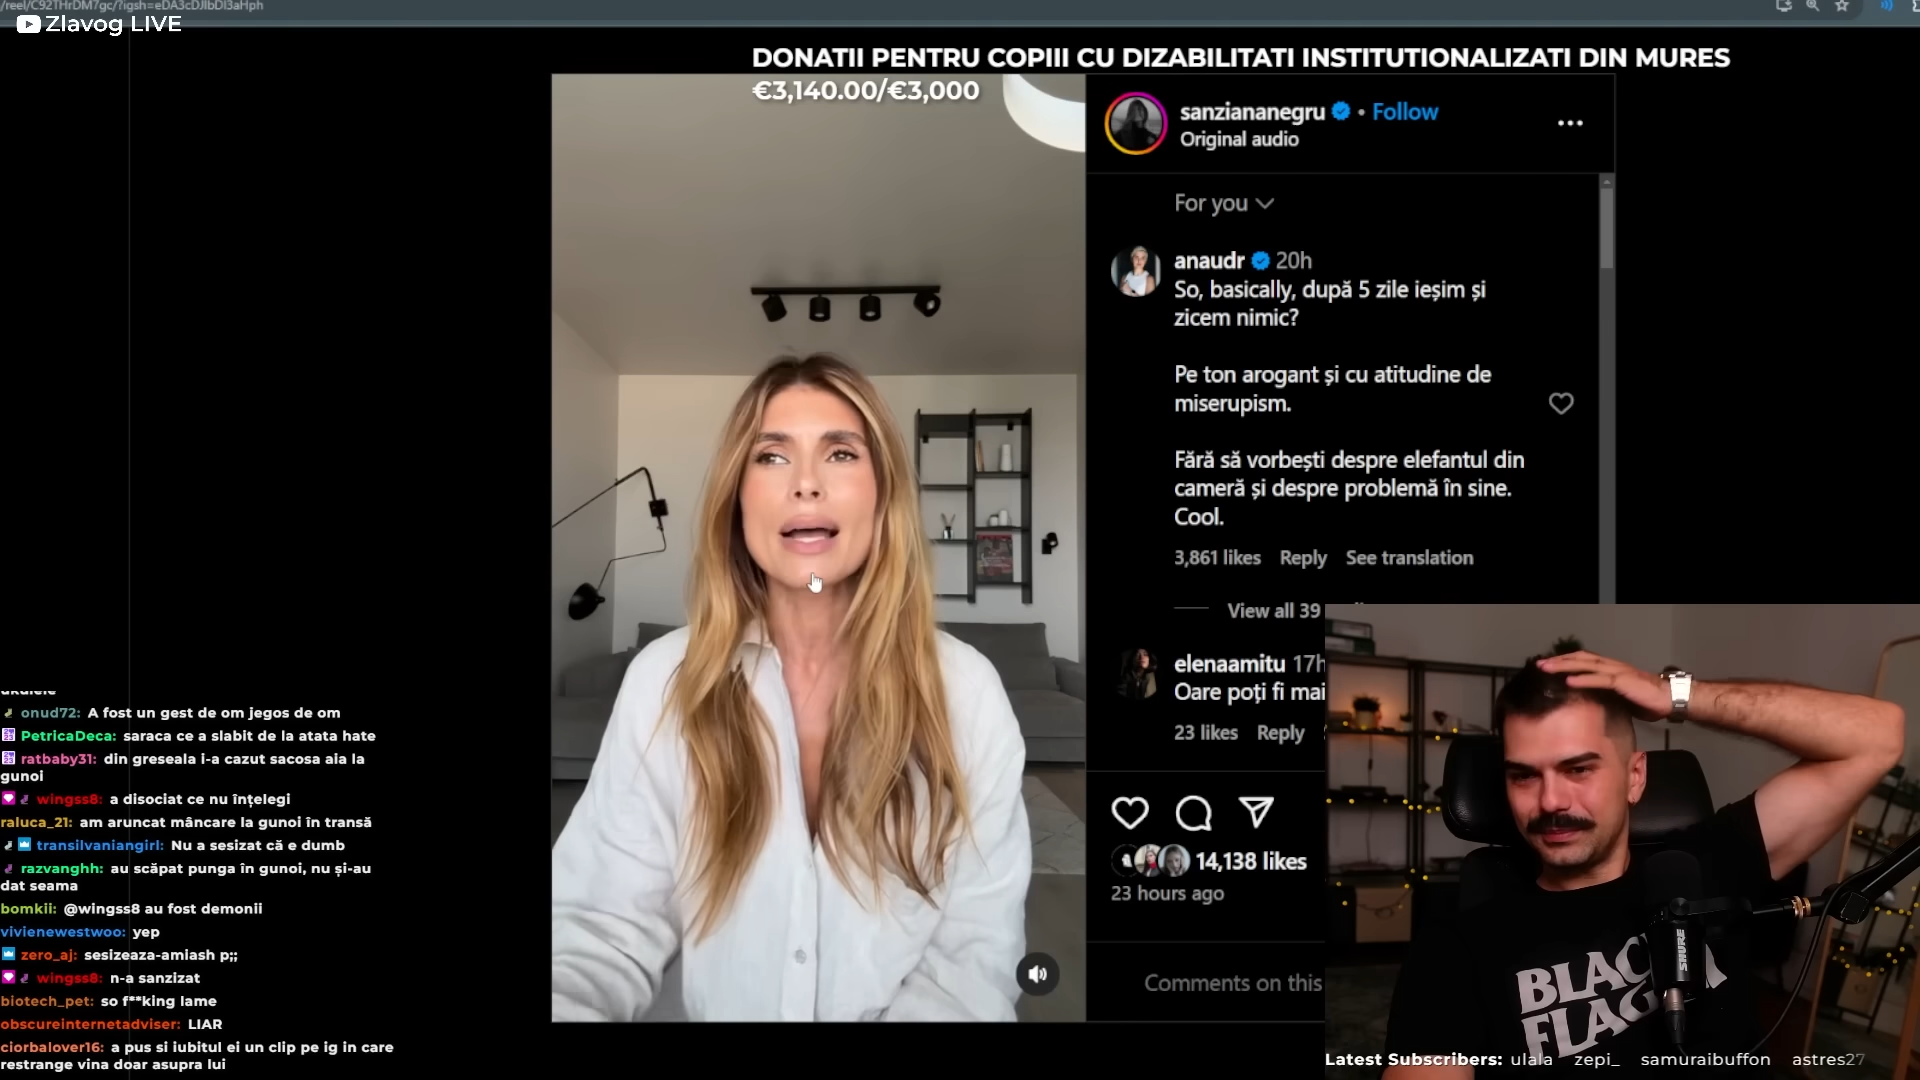 /reel/C92THrDM7gc/?igsh=eDA3cDJlbDl3aHph
Zlavog LIVE
DONATII PENTRU COPIII CU DIZABILITATI INSTITUTIONALIZATI DIN MURES
€3,140.00/€3,000
sanziananegru • Follow
Original audio
For you
anaudr 20h
So, basically, după 5 zile ieșim și
zicem nimic?
Pe ton arogant și cu atitudine de
miserupism.
Fără să vorbești despre elefantul din
cameră și despre problemă în sine.
Cool.
3,861 likes Reply See translation
View all 39
elenaamitu 17h
Oare poți fi mai
23 likes Reply
14,138 likes
23 hours ago
Comments on this
ukulele
onud72: A fost un gest de om jegos de om
PetricaDeca: saraca ce a slabit de la atata hate
ratbaby31: din greseala i-a cazut sacosa aia la
gunoi
wingss8: a disociat ce nu înțelegi
raluca_21: am aruncat mâncare la gunoi în transă
transilvaniangirl: Nu a sesizat că e dumb
razvanghh: au scăpat punga în gunoi, nu și-au
dat seama
bomkii: @wingss8 au fost demonii
vivienewestwoo: yep
zero_aj: sesizeaza-amiash p;;
wingss8: n-a sanzizat
biotech_pet: so f**king lame
obscureinternetadviser: LIAR
ciorbalover16: a pus si iubitul ei un clip pe ig in care
restrange vina doar asupra lui
SHURE
BLACK
FLAG
Latest Subscribers: ulala zepi_ samuraibuffon astres27